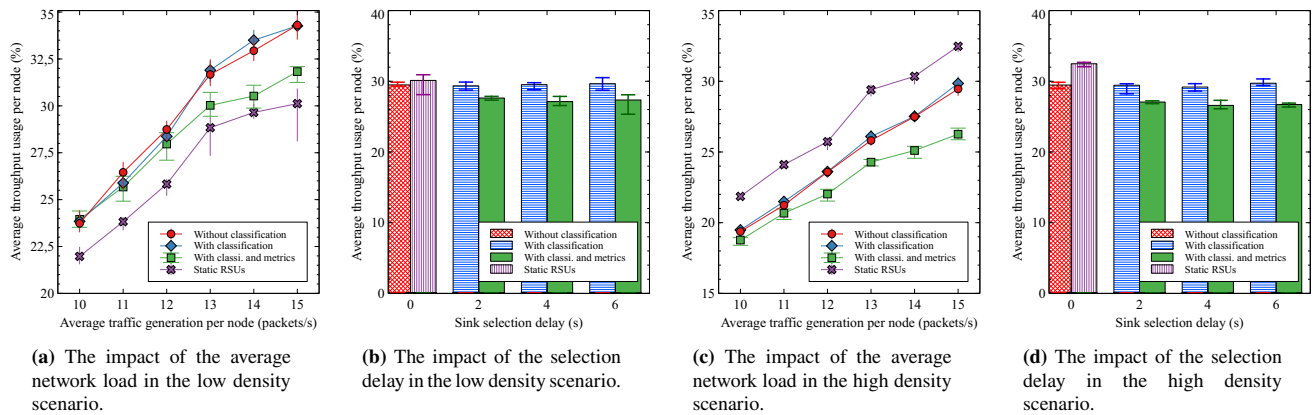 Average throughput usage per node (%)
35
32.5
30
27.5
25
22.5
20
10 11 12 13 14 15
Average traffic generation per node (packets/s)
Without classification
With classification
With classi. and metrics
Static RSUs
(a) The impact of the average
network load in the low density
scenario.
Average throughput usage per node (%)
40
30
20
10
0
0 2 4 6
Sink selection delay (s)
Without classification
With classification
With classi. and metrics
Static RSUs
(b) The impact of the selection
delay in the low density scenario.
Average throughput usage per node (%)
35
30
25
20
15
10 11 12 13 14 15
Average traffic generation per node (packets/s)
Without classification
With classification
With classi. and metrics
Static RSUs
(c) The impact of the average
network load in the high density
scenario.
Average throughput usage per node (%)
40
30
20
10
0
0 2 4 6
Sink selection delay (s)
Without classification
With classification
With classi. and metrics
Static RSUs
(d) The impact of the selection
delay in the high density
scenario.